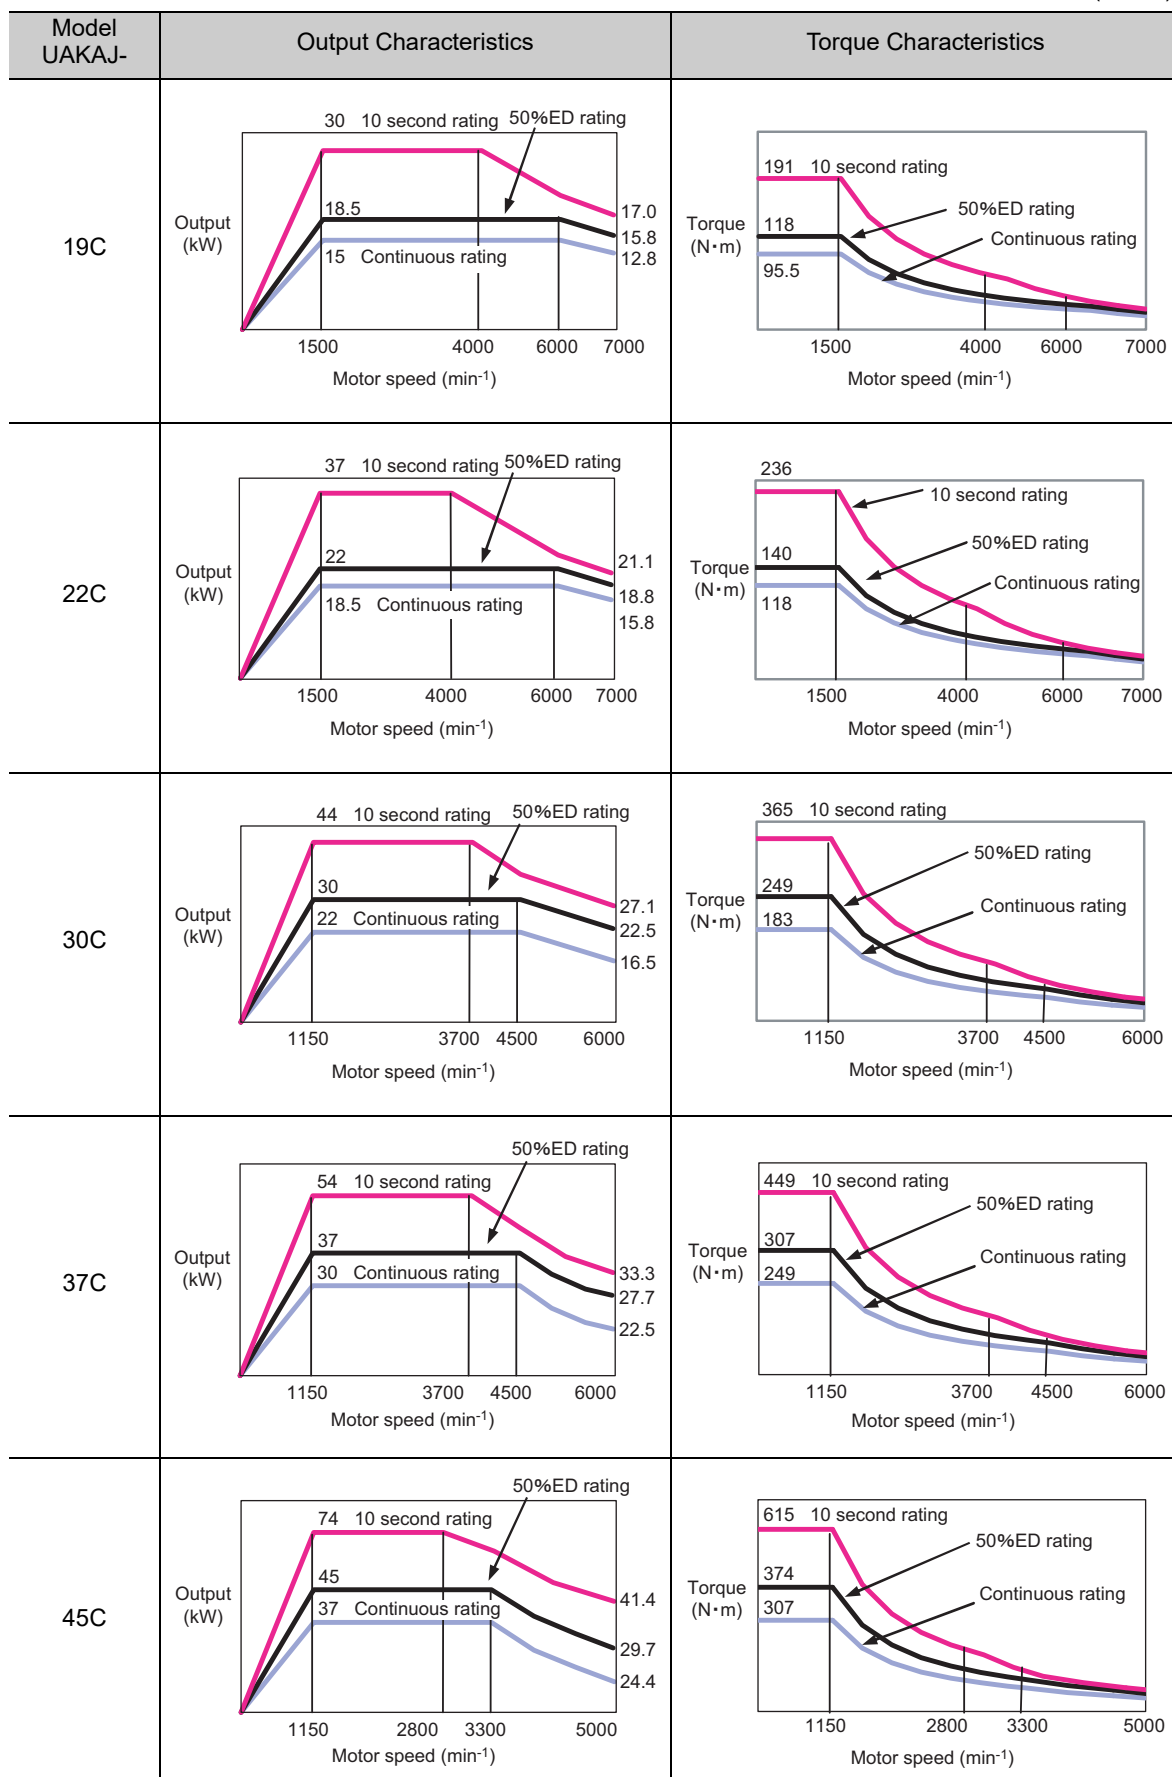 Model
UAKAJ-
Output Characteristics
Torque Characteristics
19C
30 10 second rating
50%ED rating
18.5
15 Continuous rating
Output
(kW)
17.0
15.8
12.8
1500 4000 6000 7000
Motor speed (min-1)
191 10 second rating
50%ED rating
118
Continuous rating
95.5
Torque
(N·m)
1500 4000 6000 7000
Motor speed (min-1)
22C
37 10 second rating
50%ED rating
22
18.5 Continuous rating
Output
(kW)
21.1
18.8
15.8
1500 4000 6000 7000
Motor speed (min-1)
236
10 second rating
50%ED rating
140
Continuous rating
118
Torque
(N·m)
1500 4000 6000 7000
Motor speed (min-1)
30C
50%ED rating
44 10 second rating
30
22 Continuous rating
Output
(kW)
27.1
22.5
16.5
1150 3700 4500 6000
Motor speed (min-1)
365 10 second rating
50%ED rating
249
Continuous rating
183
Torque
(N·m)
1150 3700 4500 6000
Motor speed (min-1)
37C
50%ED rating
54 10 second rating
37
30 Continuous rating
Output
(kW)
33.3
27.7
22.5
1150 3700 4500 6000
Motor speed (min-1)
449 10 second rating
50%ED rating
307
Continuous rating
249
Torque
(N·m)
1150 3700 4500 6000
Motor speed (min-1)
45C
50%ED rating
74 10 second rating
45
37 Continuous rating
Output
(kW)
41.4
29.7
24.4
1150 2800 3300 5000
Motor speed (min-1)
615 10 second rating
50%ED rating
374
Continuous rating
307
Torque
(N·m)
1150 2800 3300 5000
Motor speed (min-1)